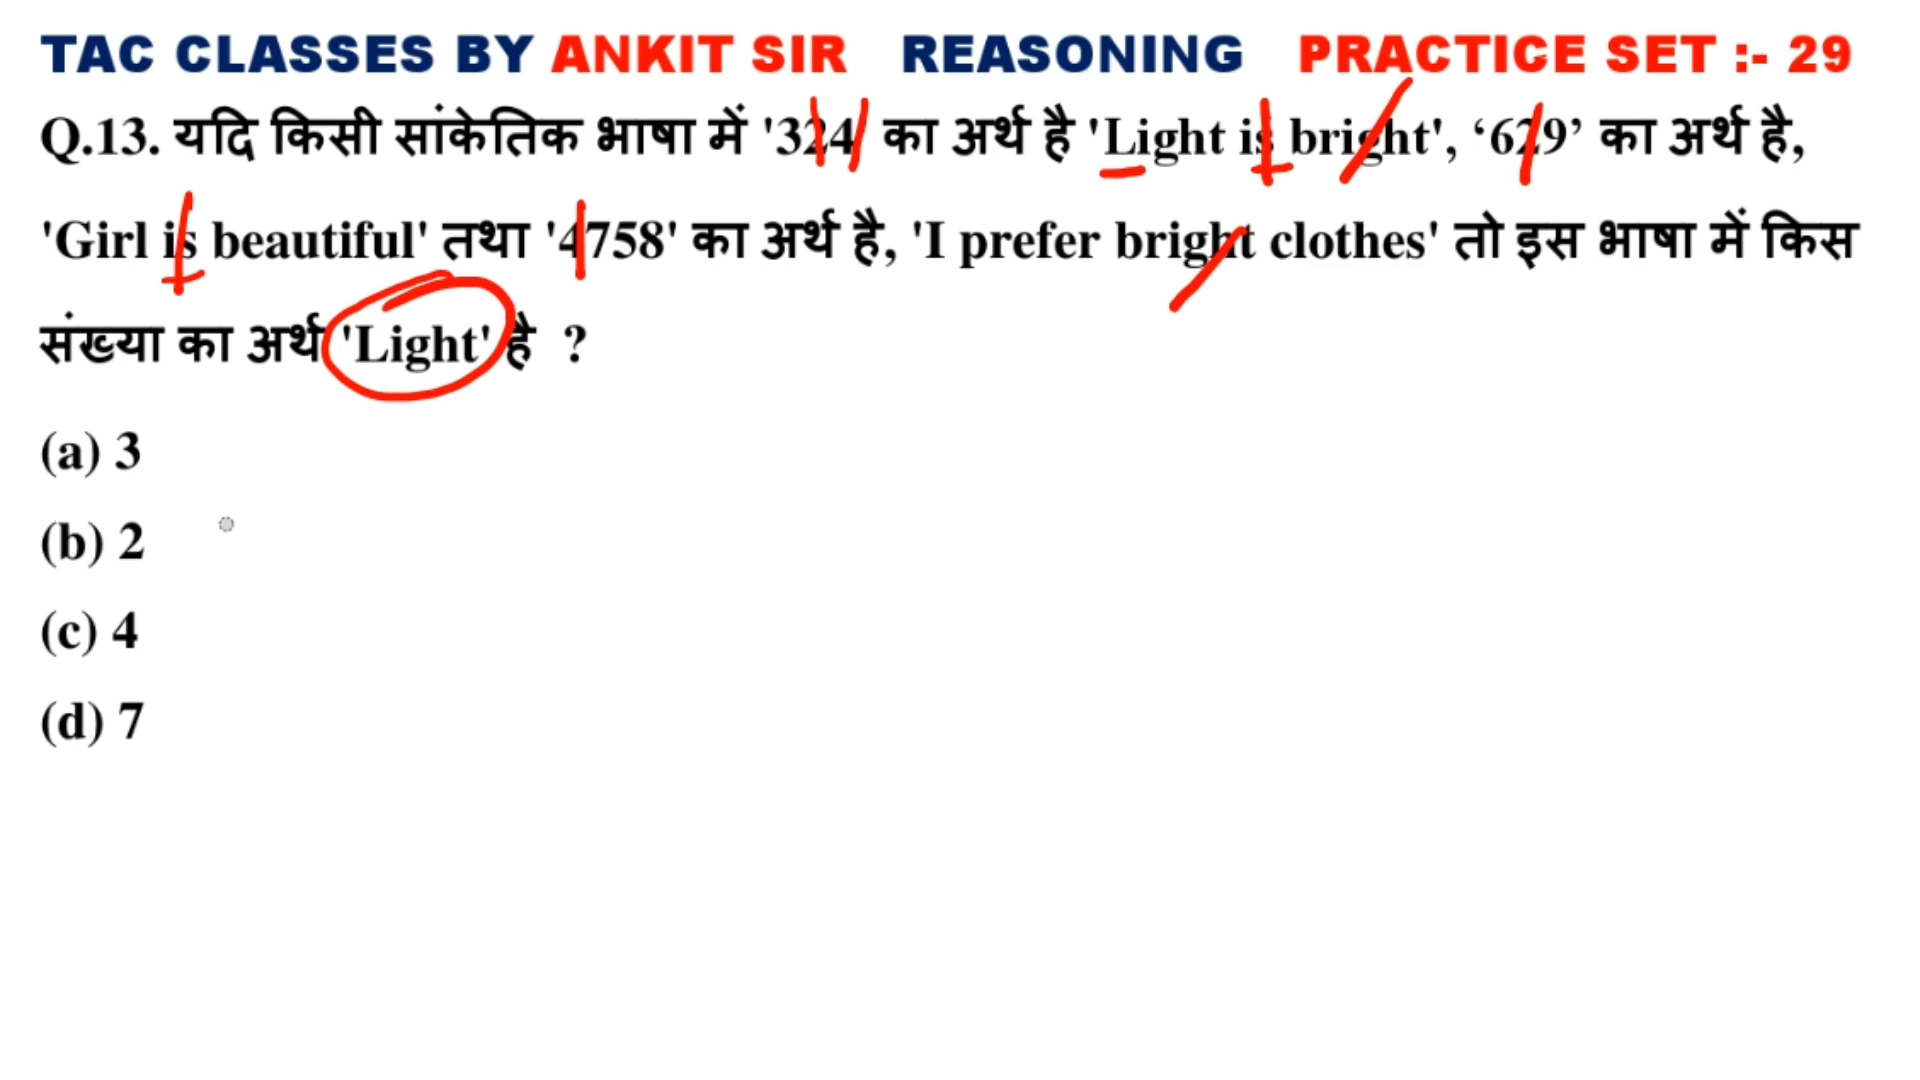 TAC CLASSES BY ANKIT SIR REASONING PRACTICE SET :- 29
Q.13. यदि किसी सांकेतिक भाषा में '324' का अर्थ है 'Light is bright', ‘629’ का अर्थ है,
'Girl is beautiful' तथा '4758' का अर्थ है, 'I prefer bright clothes' तो इस भाषा में किस
संख्या का अर्थ 'Light' है ?
(a) 3
(b) 2
(c) 4
(d) 7